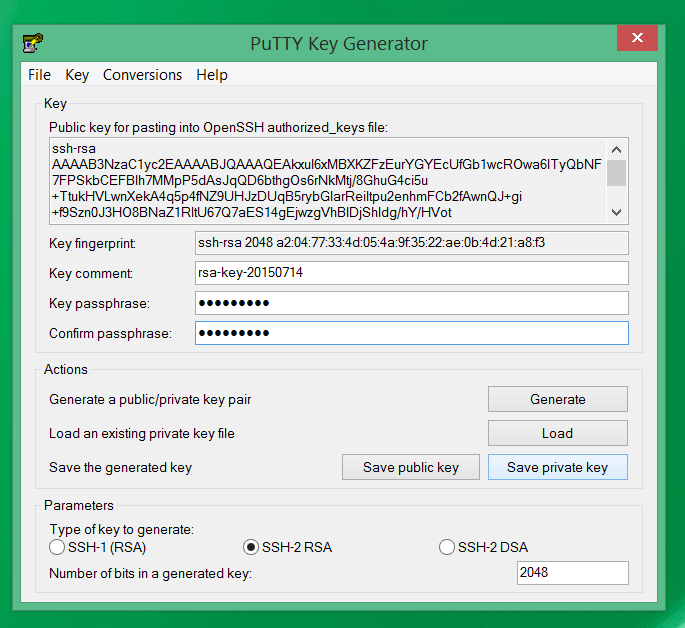 PuTTY Key Generator
File Key Conversions Help
Key
Public key for pasting into OpenSSH authorized_keys file:
ssh-rsa
AAAAB3NzaC1yc2EAAAABJQAAAQEAkxul6xMBXKZFzEurYGYEcUfGb1wcROwa6ITyQbNF
7FPSkbCEFBlh7MMpP5dAsJqQD6bthgOs6rNkMtj/8GhuG4ci5u
+TtukHVLwnXekA4q5p4fNZ9UHJzDUqB5rybGlarReiltpu2enhmFCb2fAwnQJ+gi
+f9Szn0J3HO8BNaZ1RltU67Q7aES14gEjwzgVhBIDjShldg/hY/HVot
Key fingerprint: ssh-rsa 2048 a2:04:77:33:4d:05:4a:9f:35:22:ae:0b:4d:21:a8:f3
Key comment: rsa-key-20150714
Key passphrase: ●●●●●●●●●
Confirm passphrase: ●●●●●●●●●
Actions
Generate a public/private key pair Generate
Load an existing private key file Load
Save the generated key Save public key Save private key
Parameters
Type of key to generate:
SSH-1 (RSA) SSH-2 RSA SSH-2 DSA
Number of bits in a generated key: 2048